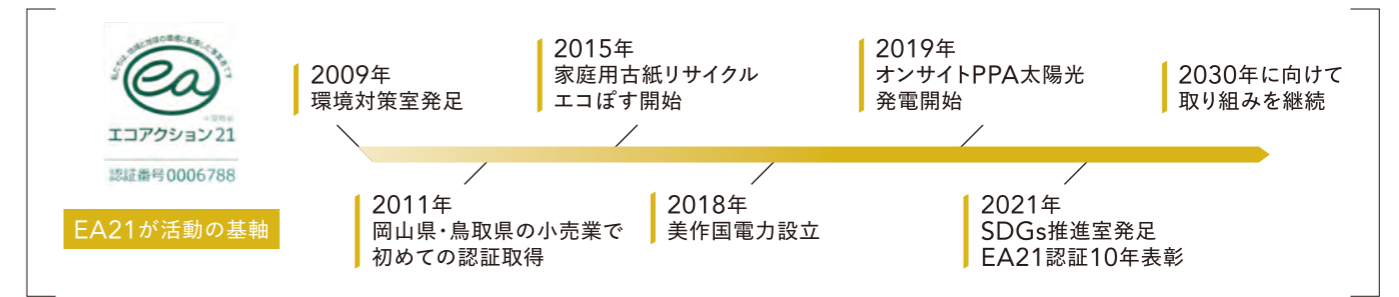 エコアクション21
認証番号0006788
EA21が活動の基軸
2009年
環境対策室発足
2011年
岡山県・鳥取県の小売業で
初めての認証取得
2015年
家庭用古紙リサイクル
エコぽす開始
2018年
美作国電力設立
2019年
オンサイトPPA太陽光
発電開始
2021年
SDGs推進室発足
EA21認証10年表彰
2030年に向けて
取り組みを継続